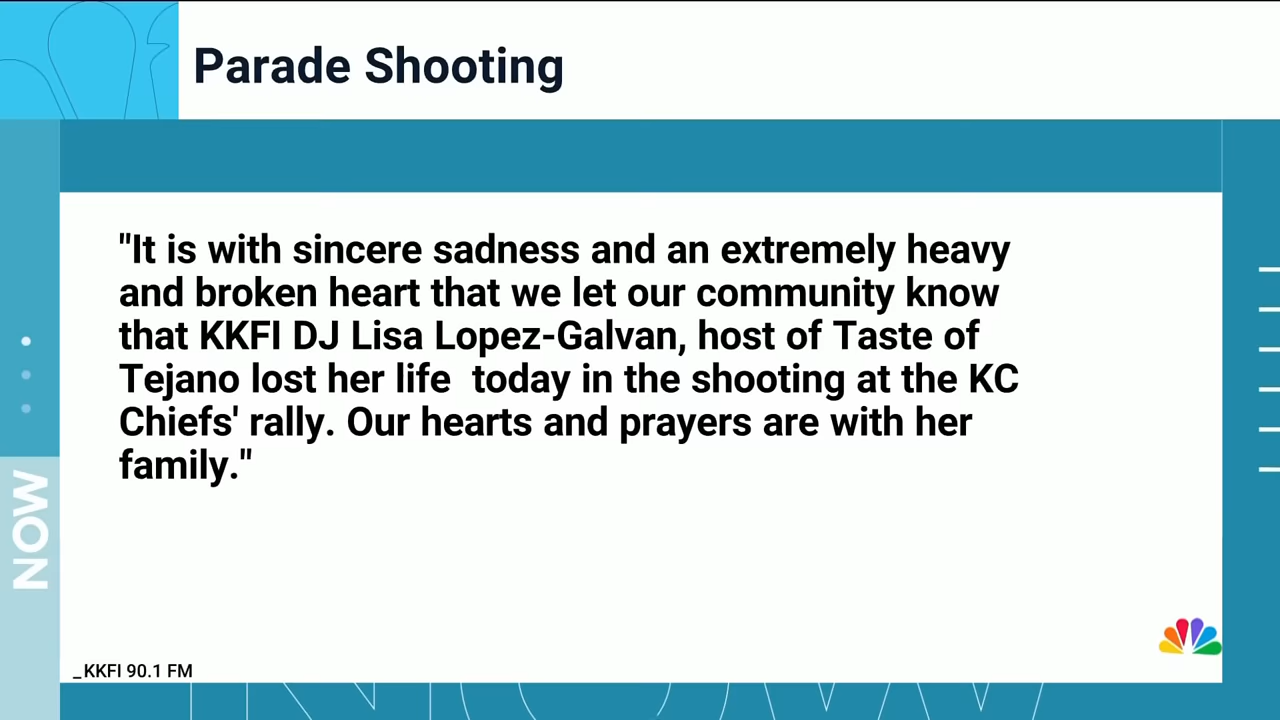 Parade Shooting
"It is with sincere sadness and an extremely heavy
and broken heart that we let our community know
that KKFI DJ Lisa Lopez-Galvan, host of Taste of
Tejano lost her life  today in the shooting at the KC
Chiefs' rally. Our hearts and prayers are with her
family."
NOW
_KKFI 90.1 FM
NOW